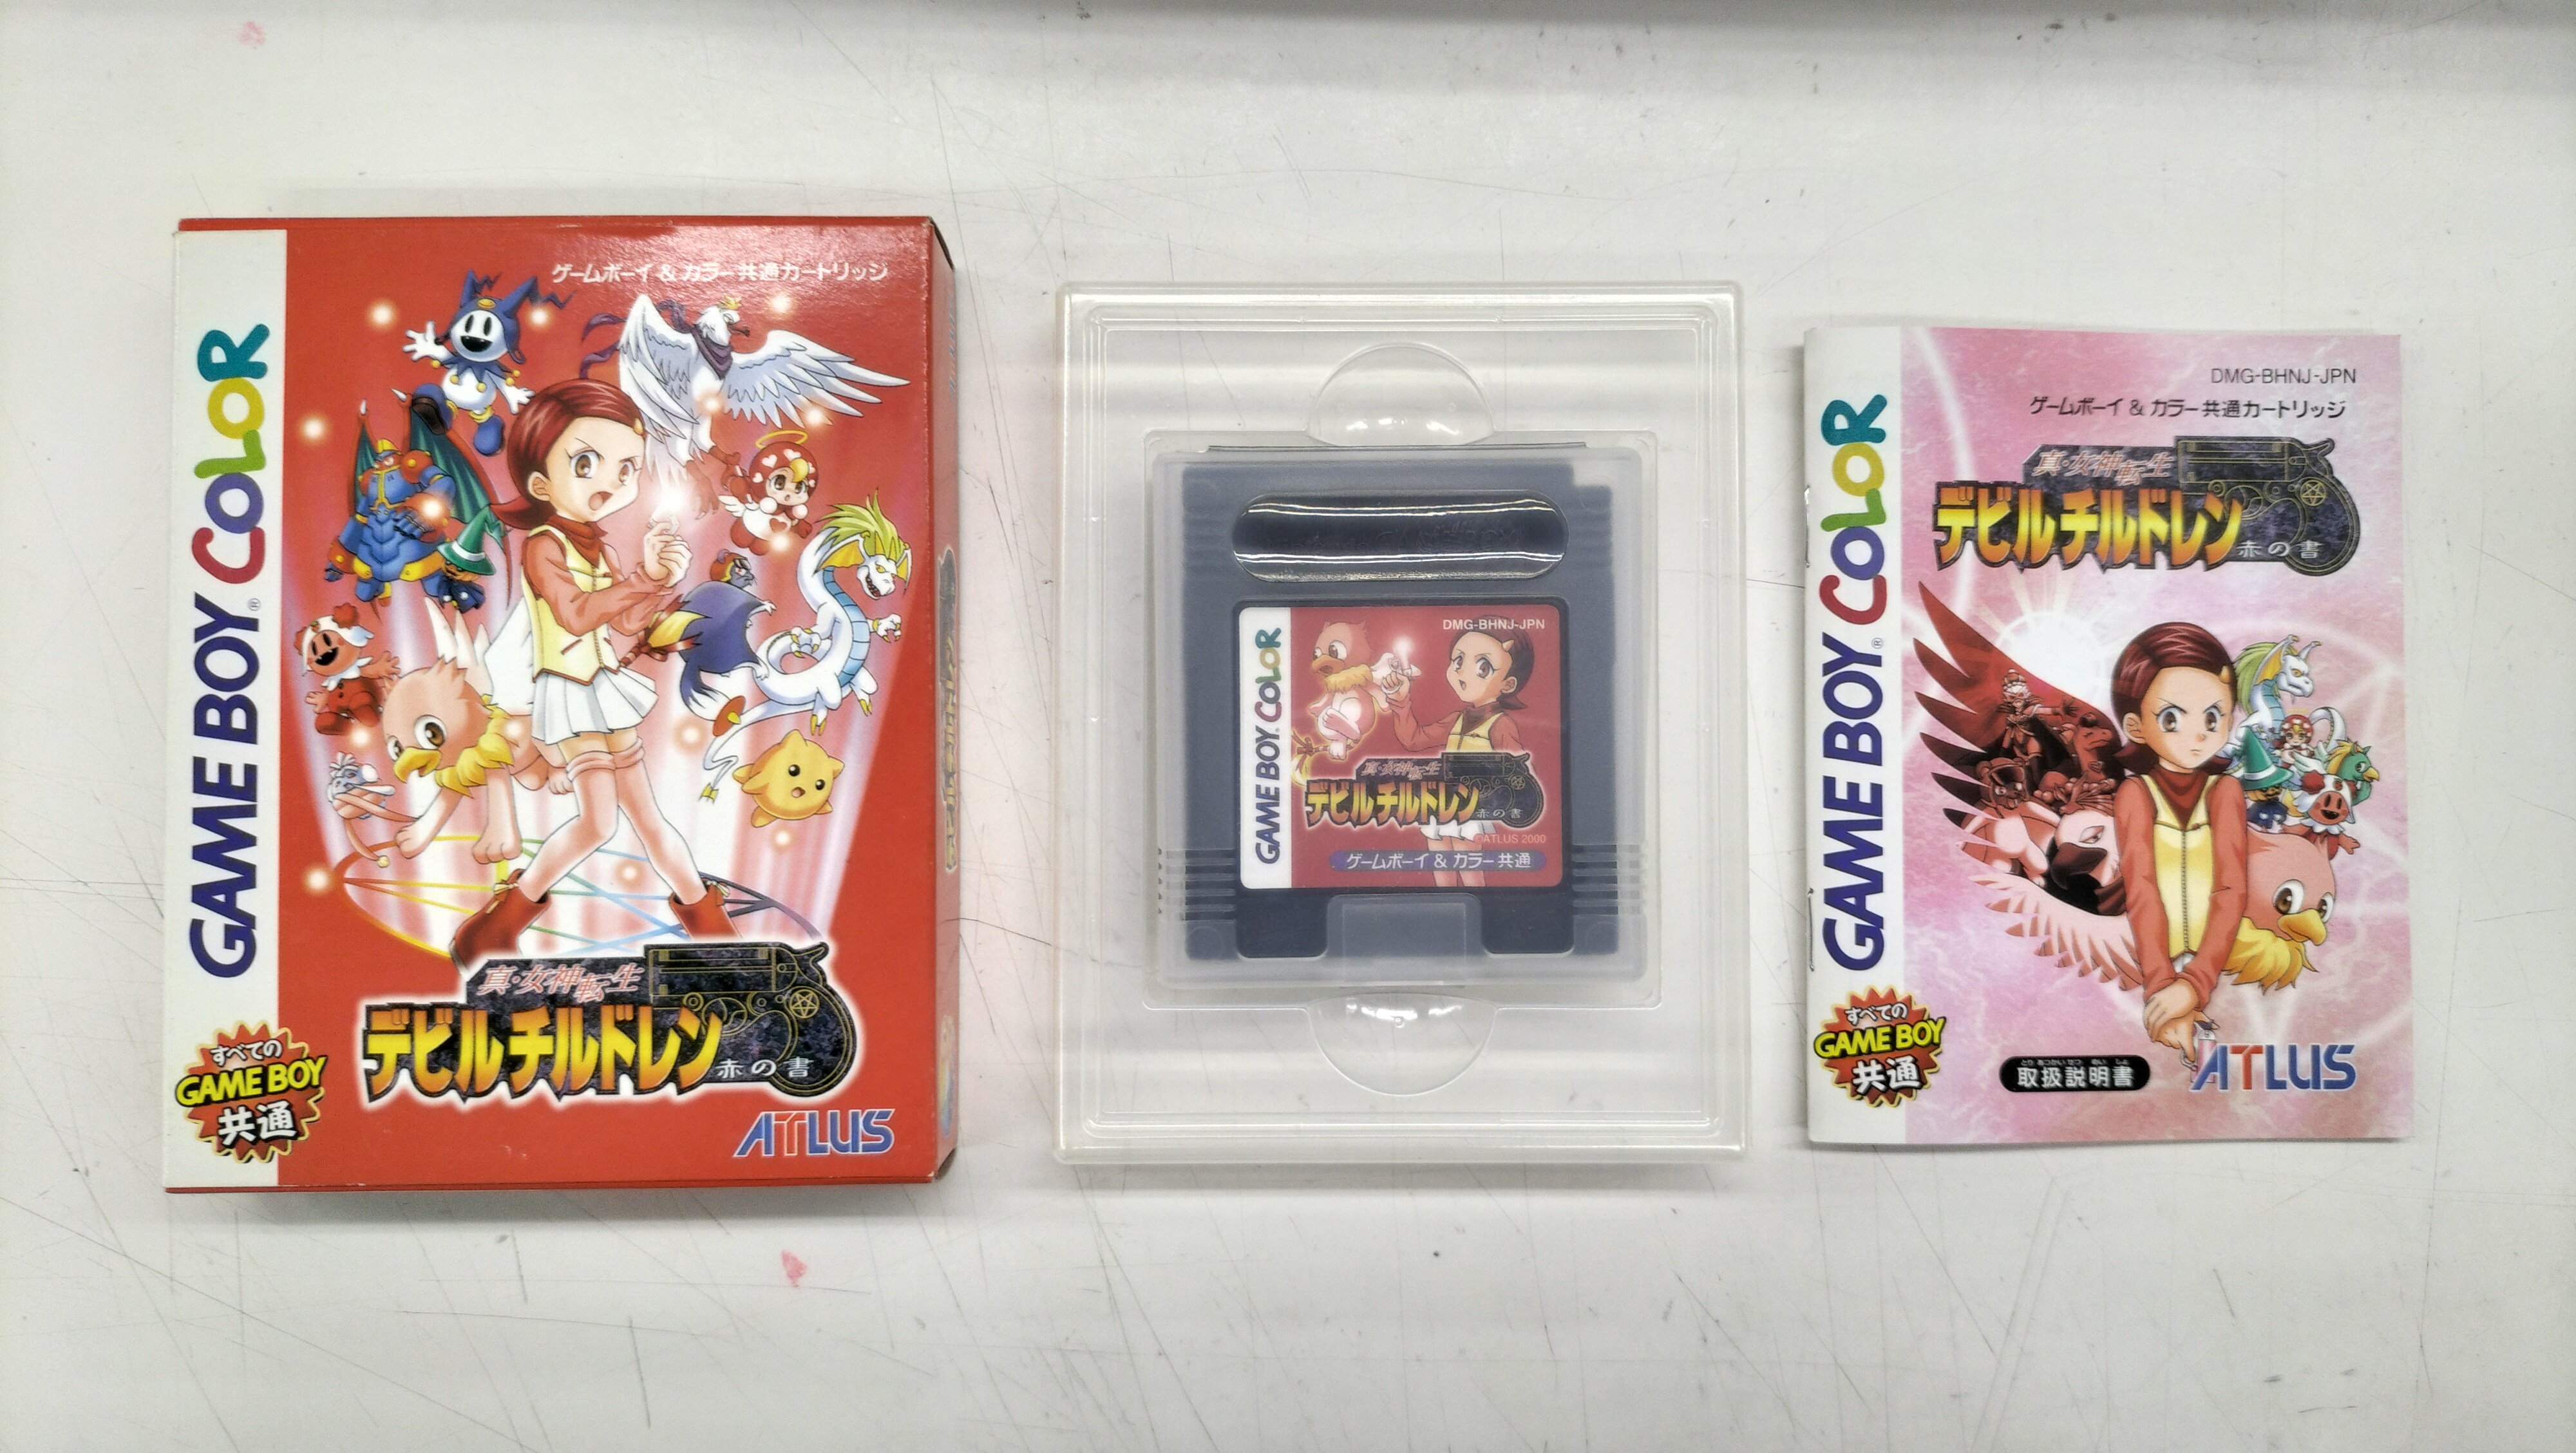 ゲームボーイ & カラー共通カートリッジ
GAME BOY COLOR
真・女神転生
デビルチルドレン
赤の書
すべての
GAME BOY
共通
ATLUS
DMG-BHNJ-JPN
GAME BOY COLOR
真・女神転生
デビルチルドレン
赤の書
©ATLUS 2000
ゲームボーイ & カラー共通
DMG-BHNJ-JPN
ゲームボーイ & カラー共通カートリッジ
GAME BOY COLOR
真・女神転生
デビルチルドレン
赤の書
すべての
GAME BOY
共通
取扱説明書
ATLUS